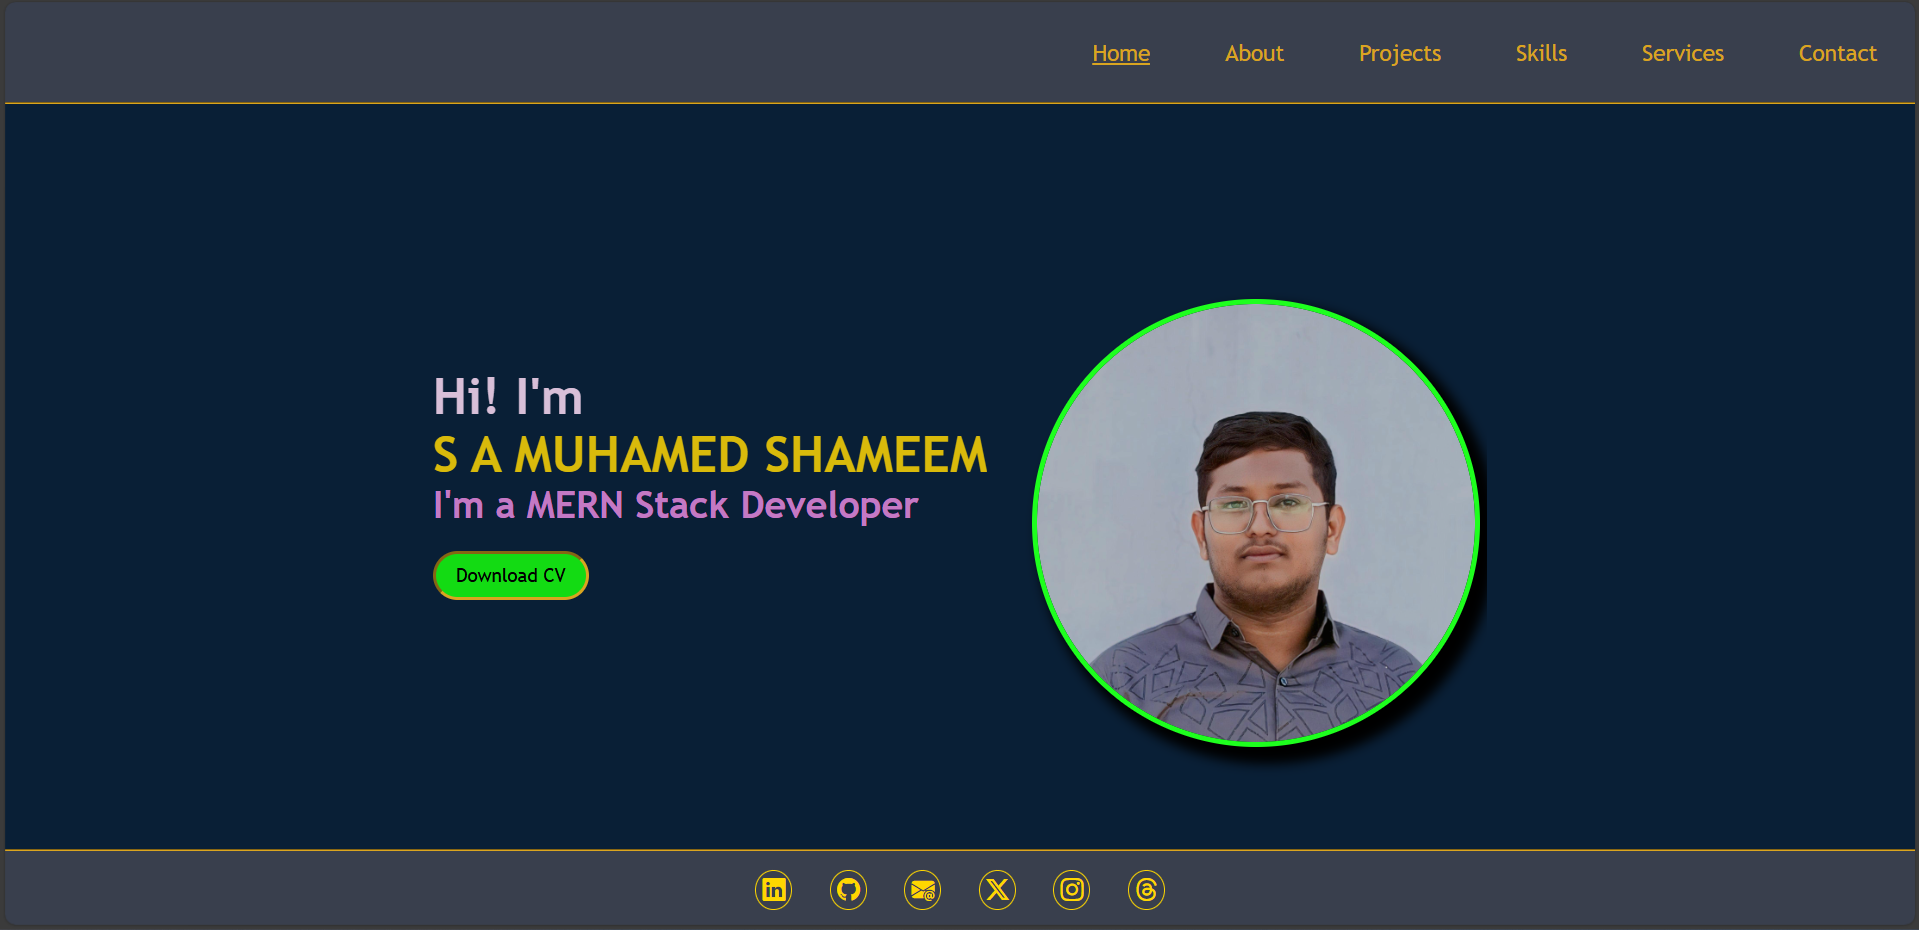 Home About Projects Skills Services Contact
Hi! I'm
S A MUHAMED SHAMEEM
I'm a MERN Stack Developer
Download CV